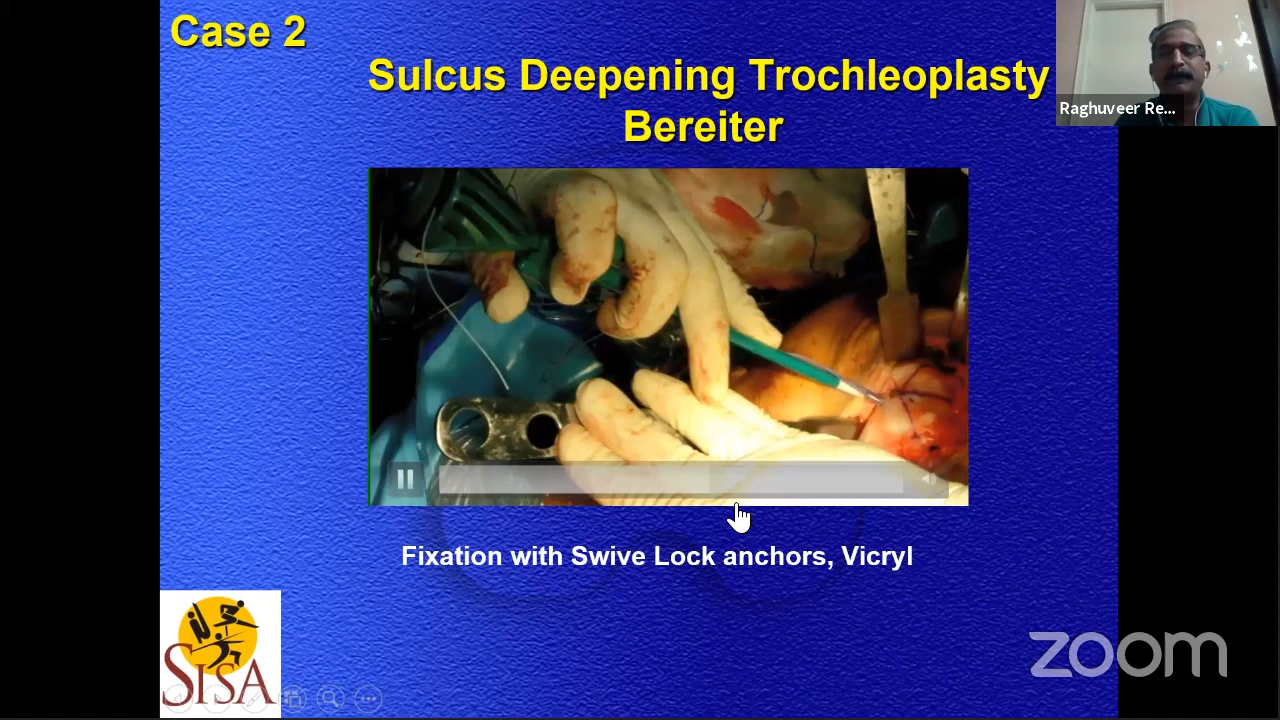 Case 2
Sulcus Deepening Trochleoplasty
Bereiter
Raghuveer Re...
Fixation with Swive Lock anchors, Vicryl
SISA
zoom